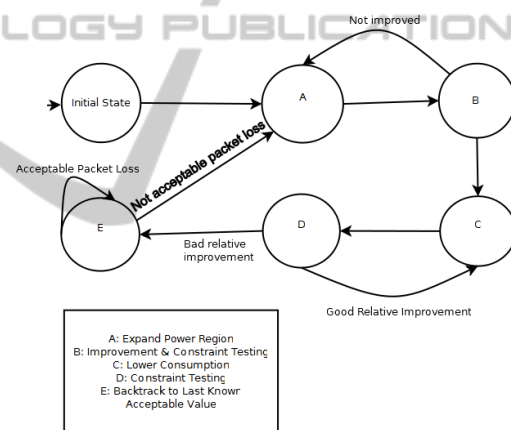 LOGY PUBLICATION
Not improved
Initial State
A
B
Acceptable Packet Loss
Not acceptable packet loss
E
D
C
Bad relative
improvement
Good Relative Improvement
A: Expand Power Region
B: Improvement & Constraint Testing
C: Lower Consumption
D: Constraint Testing
E: Backtrack to Last Knowr
Acceptable Value